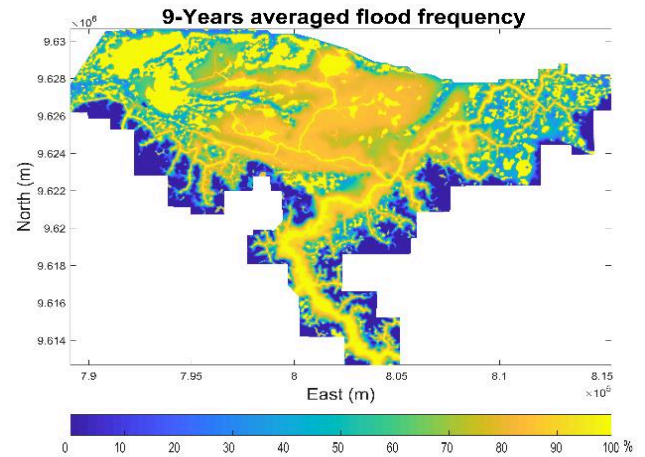 9-Years averaged flood frequency
×10⁶
9.63
9.628
9.626
9.624
9.622
9.62
9.618
9.616
9.614
North (m)
7.9 7.95 8 8.05 8.1 8.15
East (m)
×10⁵
0 10 20 30 40 50 60 70 80 90 100 %